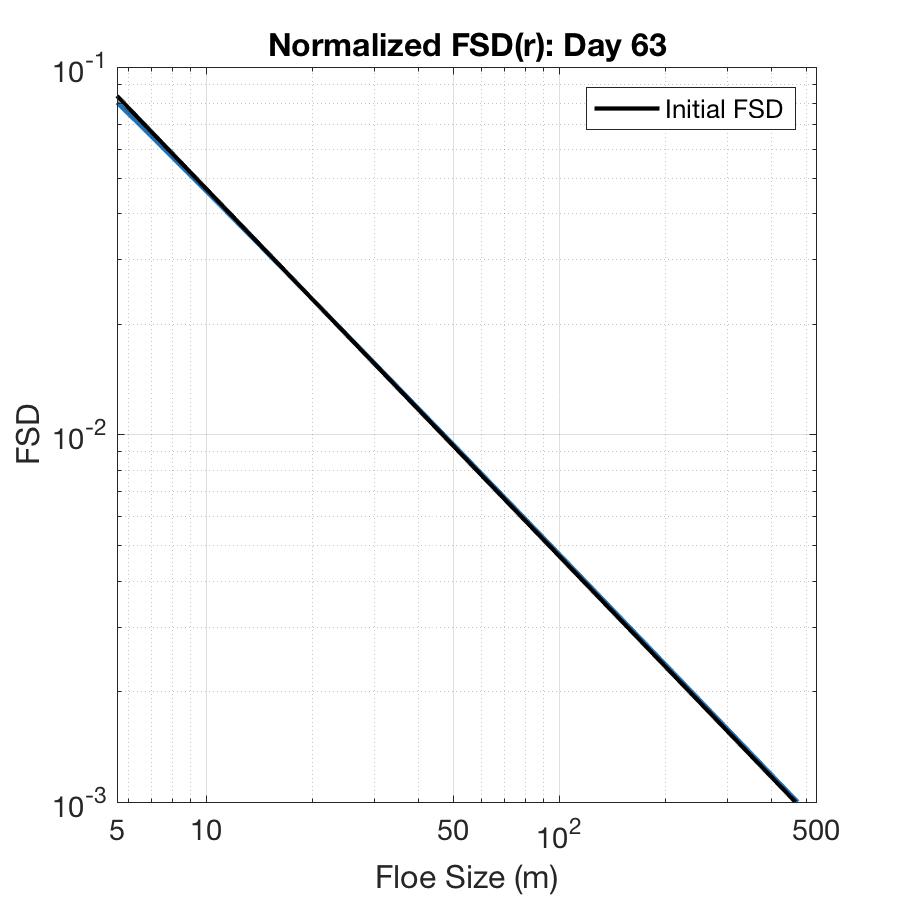 Normalized FSD(r): Day 63
10^-1
Initial FSD
FSD
10^-2
10^-3
5 10 50 10^2 500
Floe Size (m)